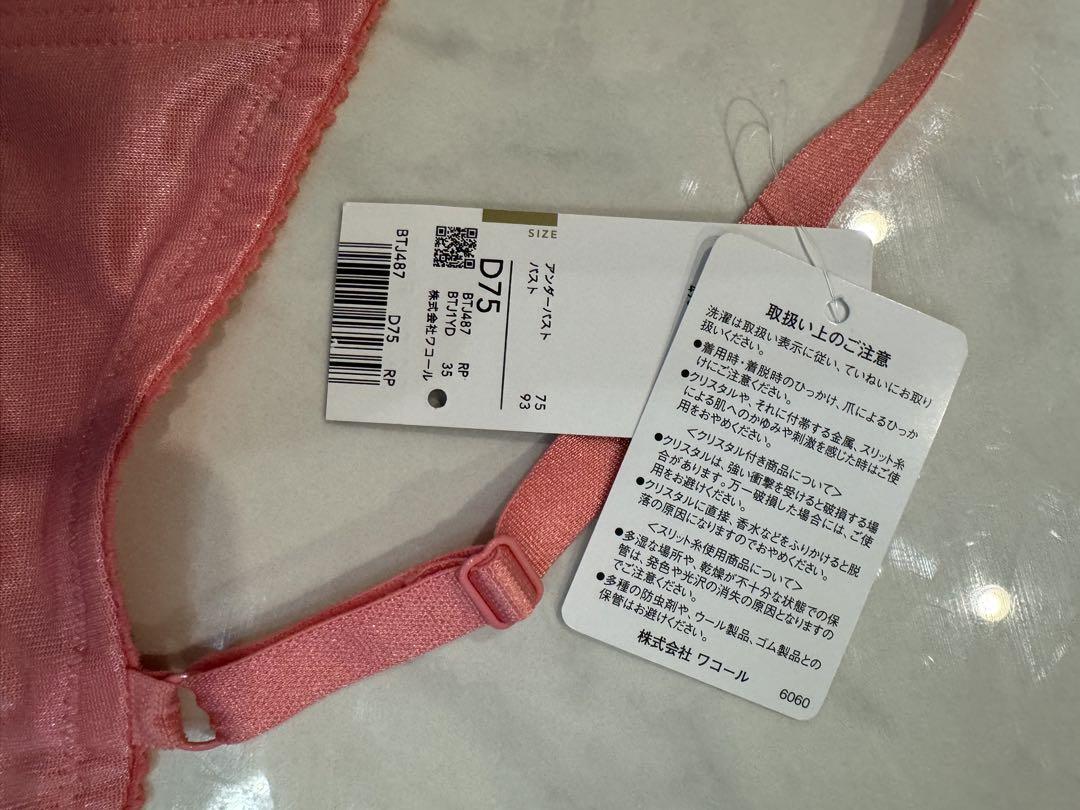 SIZE
アンダーバスト 75
バスト 93
D75
BTJ487 RP
BTJ1YD 35
株式会社ワコール
BTJ487 D75 RP
取扱い上のご注意
洗濯は取扱い表示に従い、ていねいにお取り
扱いください。
●着用時・着脱時のひっかけ、爪によるひっか
けにご注意ください。
●クリスタルや、それに付帯する金属、スリット糸
による肌へのかゆみや刺激を感じた時はご使
用をおやめください。
＜クリスタル付き商品について＞
●クリスタルは、強い衝撃を受けると破損する場
合があります。万一破損した場合には、ご使
用をお避けください。
●クリスタルに直接、香水などをふりかけると脱
落の原因になりますのでおやめください。
＜スリット糸使用商品について＞
●多湿な場所や、乾燥が不十分な状態での保
管は、発色や光沢の消失の原因となりますの
でご注意ください。
●多種の防虫剤や、ウール製品、ゴム製品との
保管はお避けください。
株式会社 ワコール
6060